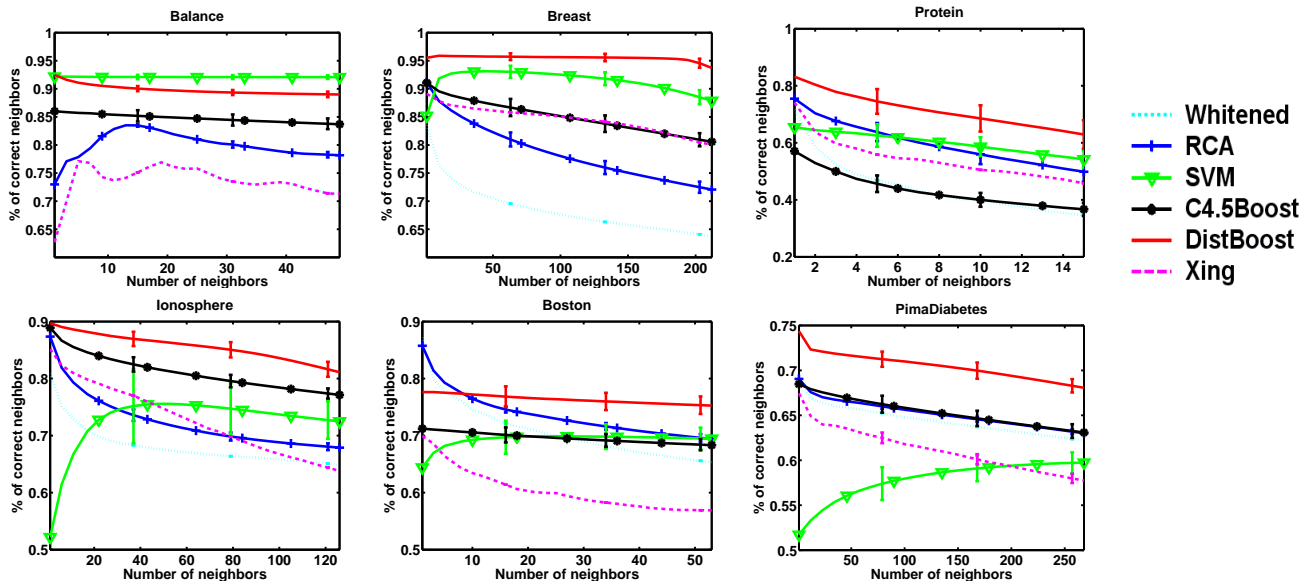 Balance
% of correct neighbors
1
0.95
0.9
0.85
0.8
0.75
0.7
0.65
10
20
30
40
Number of neighbors
Breast
% of correct neighbors
1
0.95
0.9
0.85
0.8
0.75
0.7
0.65
50
100
150
200
Number of neighbors
Protein
% of correct neighbors
1
0.8
0.6
0.4
0.2
2
4
6
8
10
12
14
Number of neighbors
Whitened
RCA
SVM
C4.5Boost
DistBoost
Xing
Ionosphere
% of correct neighbors
0.9
0.8
0.7
0.6
0.5
20
40
60
80
100
120
Number of neighbors
Boston
% of correct neighbors
0.9
0.8
0.7
0.6
0.5
10
20
30
40
50
Number of neighbors
PimaDiabetes
% of correct neighbors
0.75
0.7
0.65
0.6
0.55
0.5
50
100
150
200
250
Number of neighbors